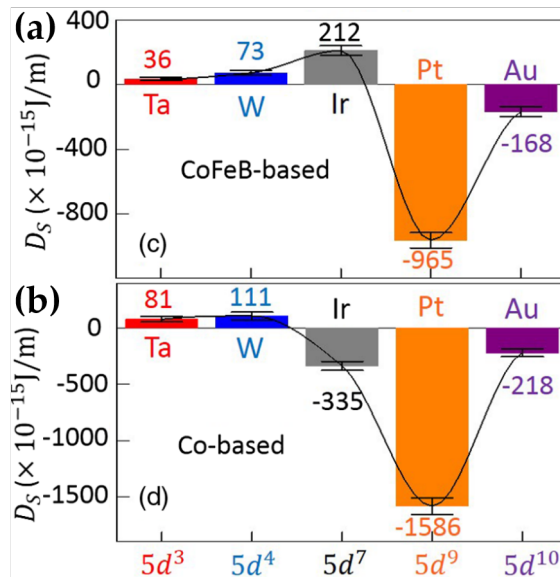 (a)
400
0
-400
-800
D_S (× 10^{-15} J/m)
36
73
212
Ta
W
Ir
Pt
Au
-965
-168
CoFeB-based
(c)
(b)
0
-500
-1000
-1500
D_S (× 10^{-15} J/m)
81
111
Ir
Pt
Au
Ta
W
-335
-1586
-218
Co-based
(d)
5d^3
5d^4
5d^7
5d^9
5d^{10}